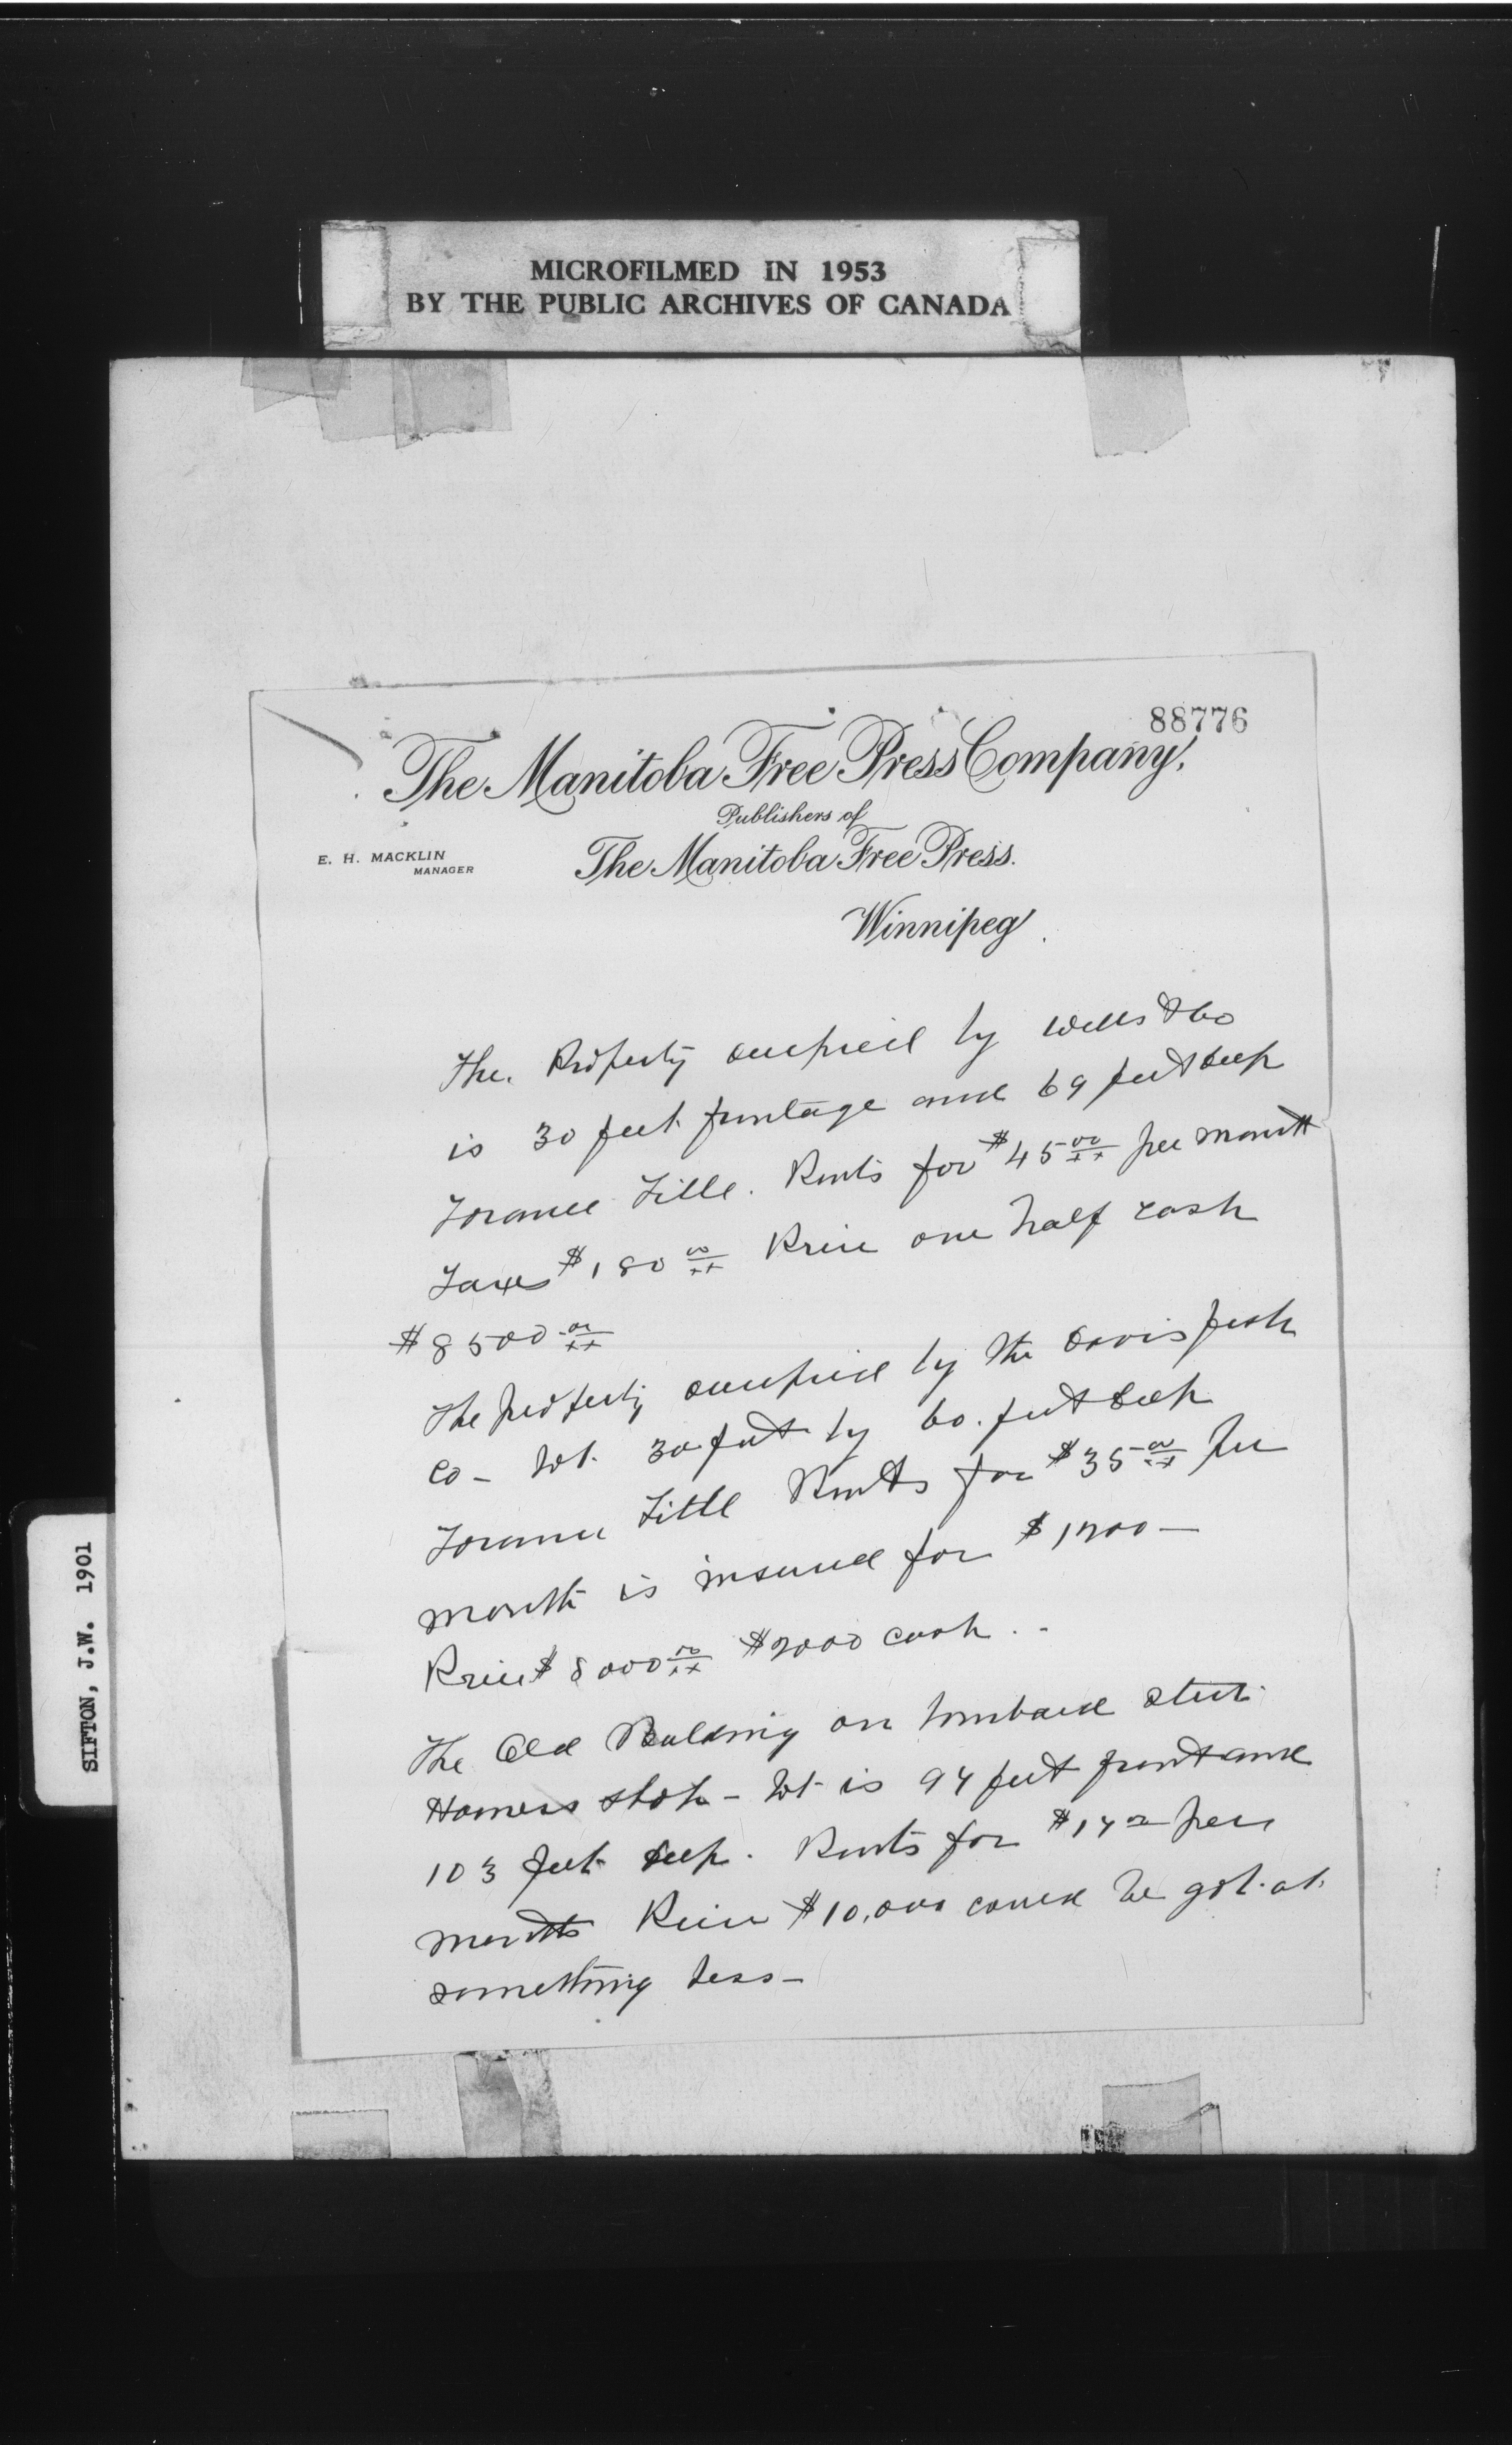 MICROFILMED IN 1953
BY THE PUBLIC ARCHIVES OF CANADA
88776
The Manitoba Free Press Company,
Publishers of
The Manitoba Free Press.
E. H. MACKLIN
MANAGER
Winnipeg
The Property occupied by Wells & Co
is 30 feet frontage and 69 feet deep
Torrance Title. Rents for $45 00/xx per month
Taxes $180 00/xx Price one half cash
$8500 00/xx
The property occupied by the Davis fish
Co - lot 30 feet by 60. feet deep
Title Rents for $35 00/xx per
month is insured for
Price $8000 00/xx $2000 cash..
The Old Building on Lombard street
Harness shop - lot is 94 feet front and
103 feet deep. Rents for per
month Price $10,000 could be got at
something less -
SIFTON, J.W. 1901